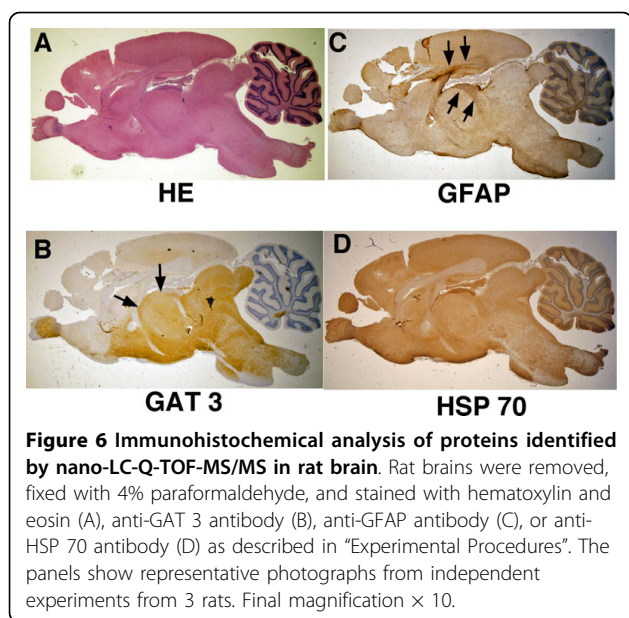 A
C
HE
GFAP
B
D
GAT 3
HSP 70
Figure 6 Immunohistochemical analysis of proteins identified
by nano-LC-Q-TOF-MS/MS in rat brain. Rat brains were removed,
fixed with 4% paraformaldehyde, and stained with hematoxylin and
eosin (A), anti-GAT 3 antibody (B), anti-GFAP antibody (C), or anti-
HSP 70 antibody (D) as described in “Experimental Procedures”. The
panels show representative photographs from independent
experiments from 3 rats. Final magnification × 10.